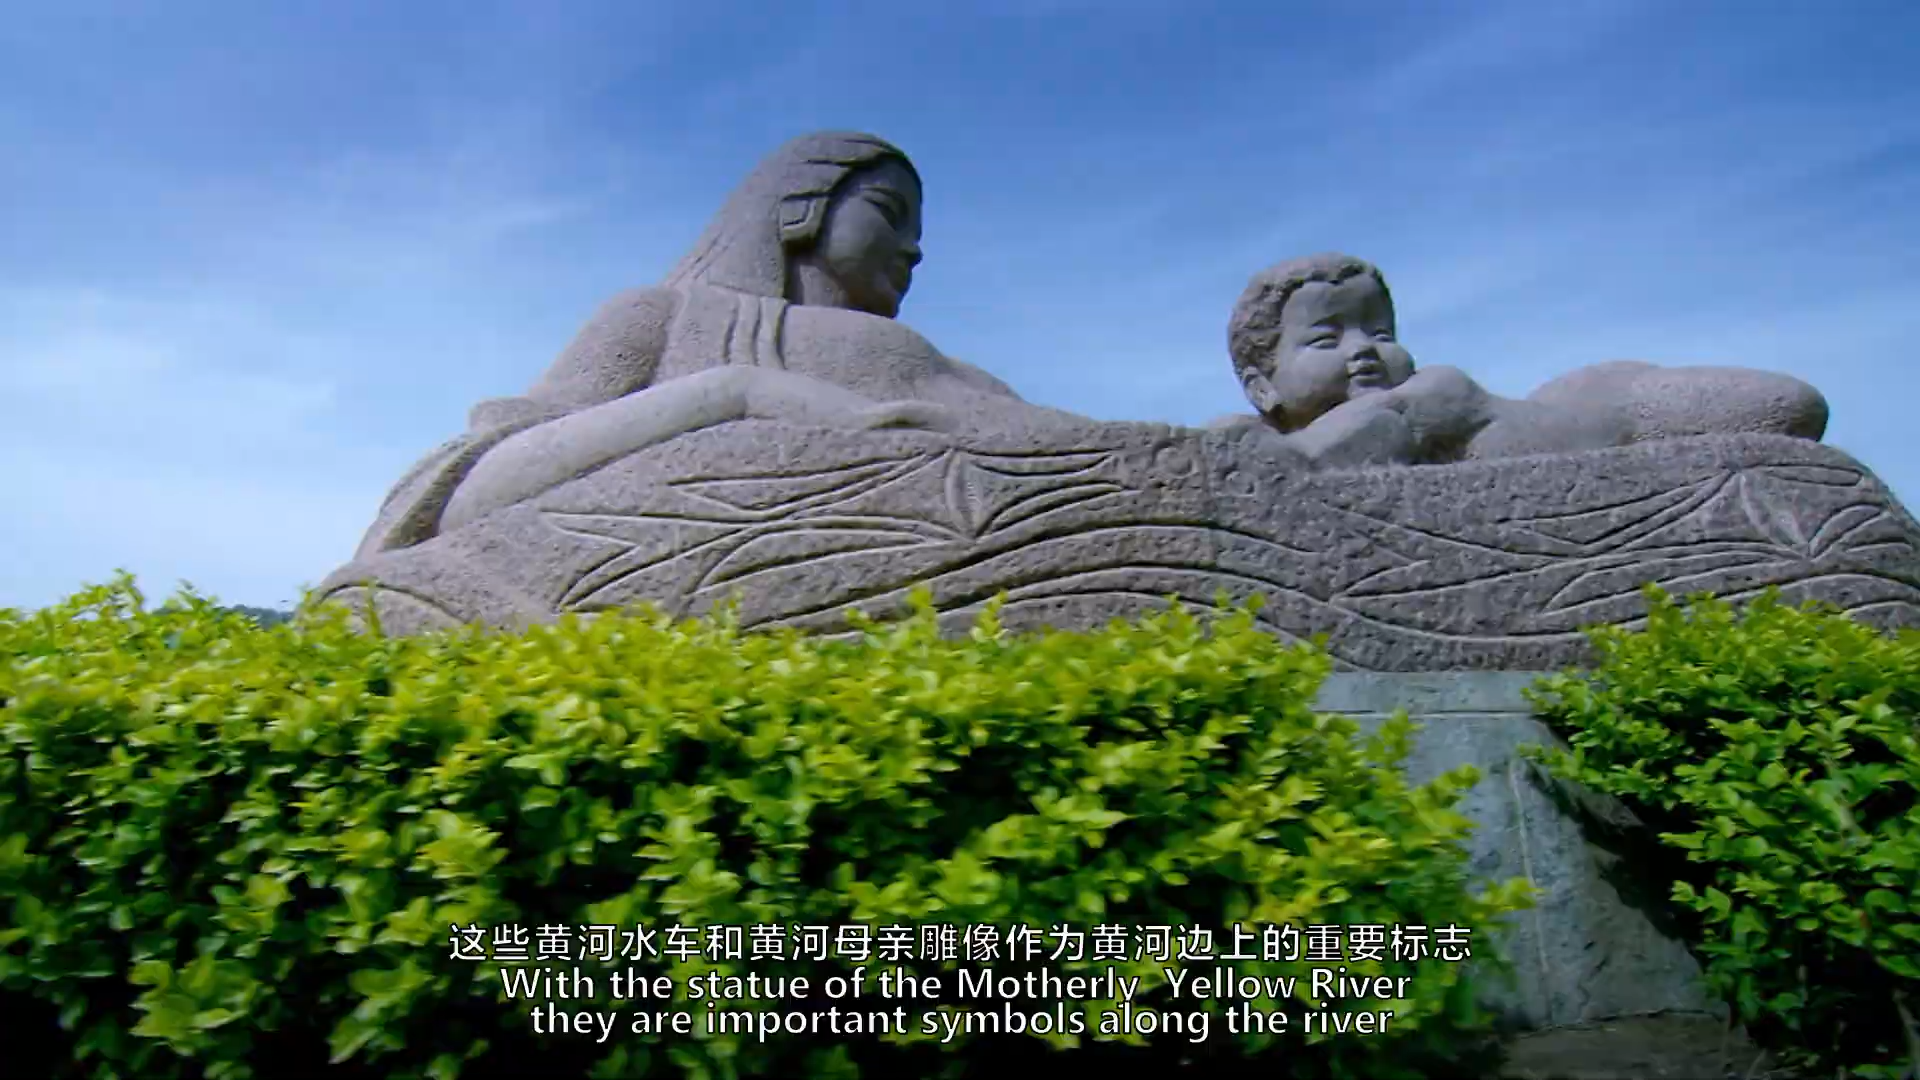 这些黄河水车和黄河母亲雕像作为黄河边上的重要标志
With the statue of the Motherly  Yellow River
they are important symbols along the river